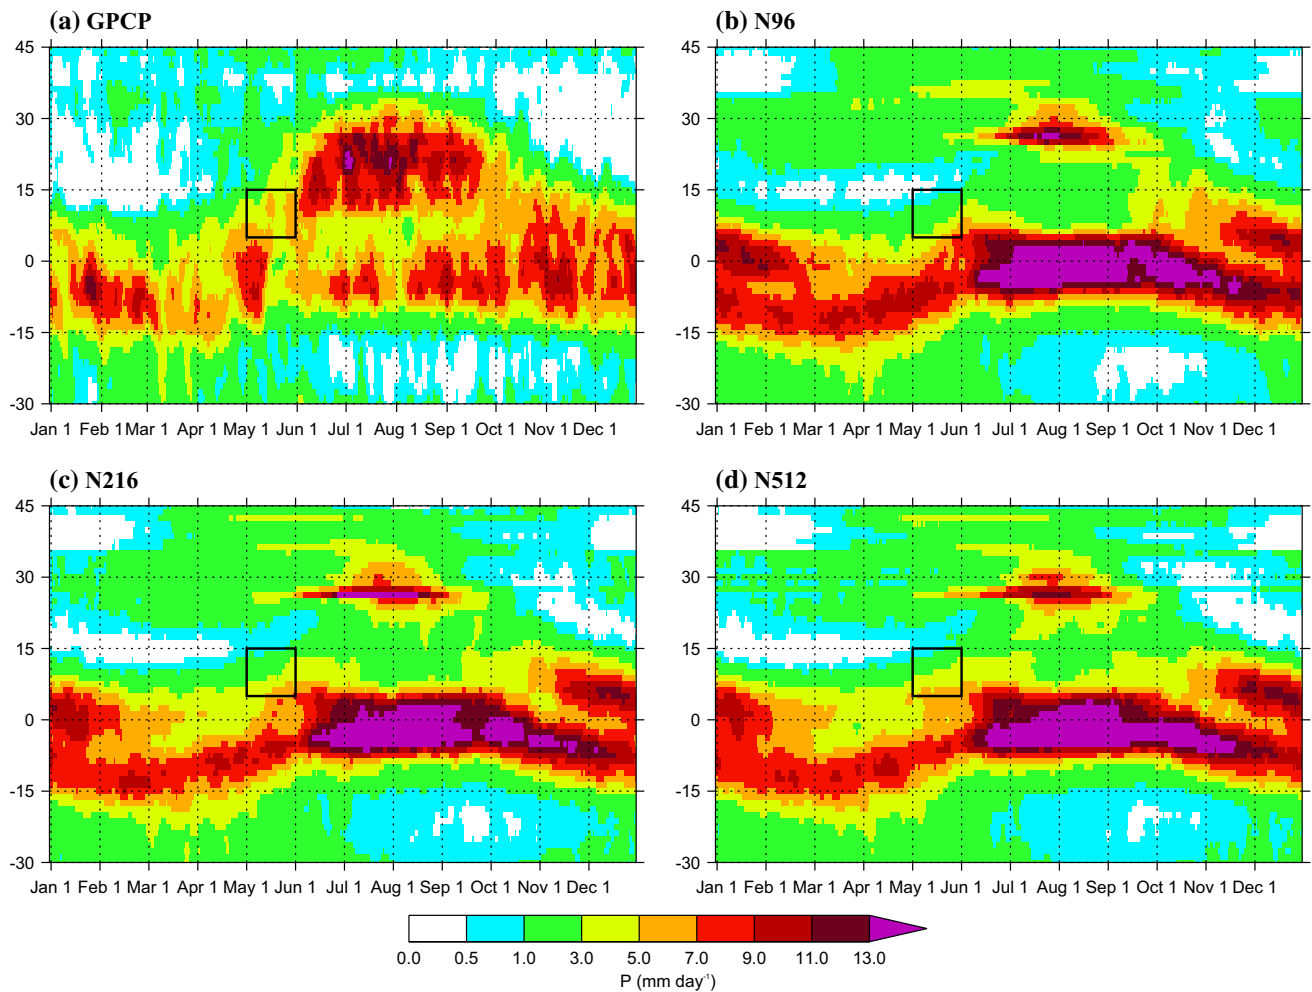 (a) GPCP
45
30
15
0
-15
-30
Jan 1 Feb 1 Mar 1 Apr 1 May 1 Jun 1 Jul 1 Aug 1 Sep 1 Oct 1 Nov 1 Dec 1
(b) N96
45
30
15
0
-15
-30
Jan 1 Feb 1 Mar 1 Apr 1 May 1 Jun 1 Jul 1 Aug 1 Sep 1 Oct 1 Nov 1 Dec 1
(c) N216
45
30
15
0
-15
-30
Jan 1 Feb 1 Mar 1 Apr 1 May 1 Jun 1 Jul 1 Aug 1 Sep 1 Oct 1 Nov 1 Dec 1
(d) N512
45
30
15
0
-15
-30
Jan 1 Feb 1 Mar 1 Apr 1 May 1 Jun 1 Jul 1 Aug 1 Sep 1 Oct 1 Nov 1 Dec 1
0.0 0.5 1.0 3.0 5.0 7.0 9.0 11.0 13.0
P (mm day⁻¹)